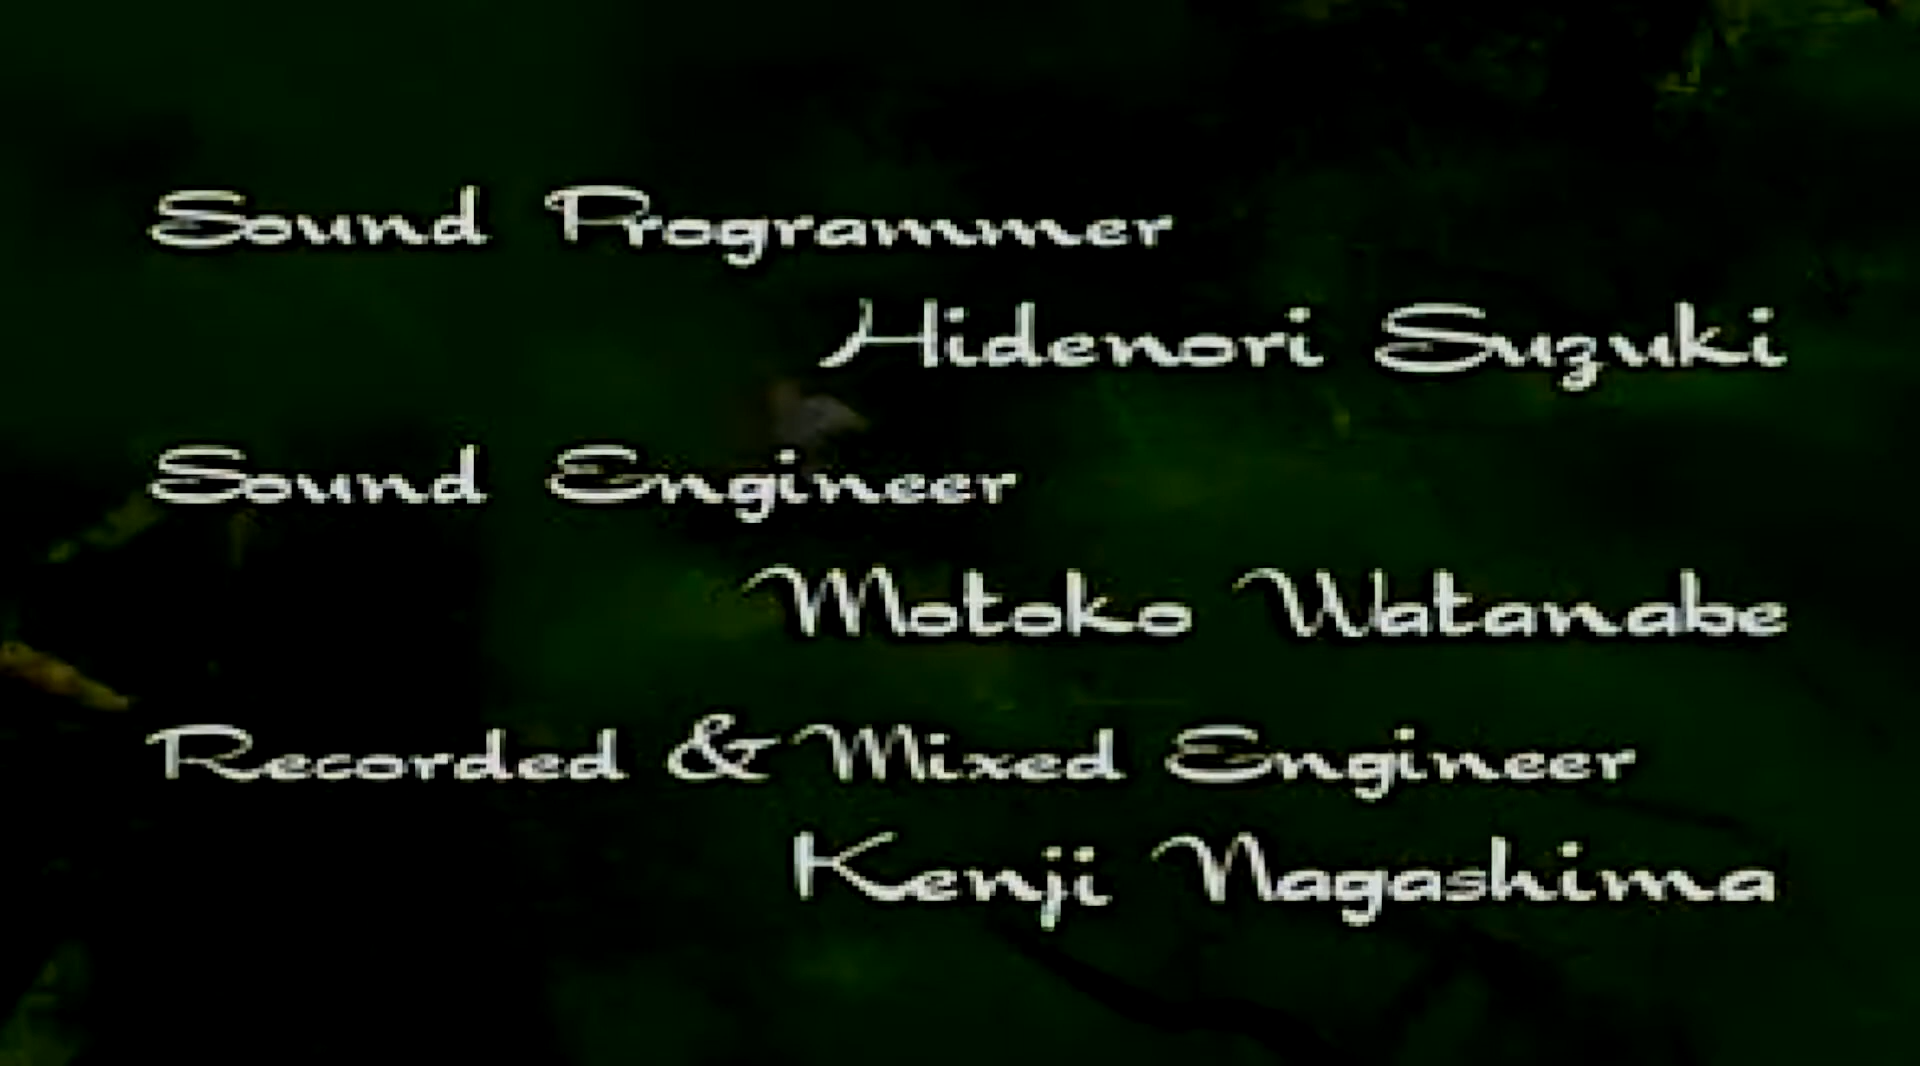 Sound Programmer
Hidenori Suzuki
Sound Engineer
Motoko Watanabe
Recorded & Mixed Engineer
Kenji Nagashima